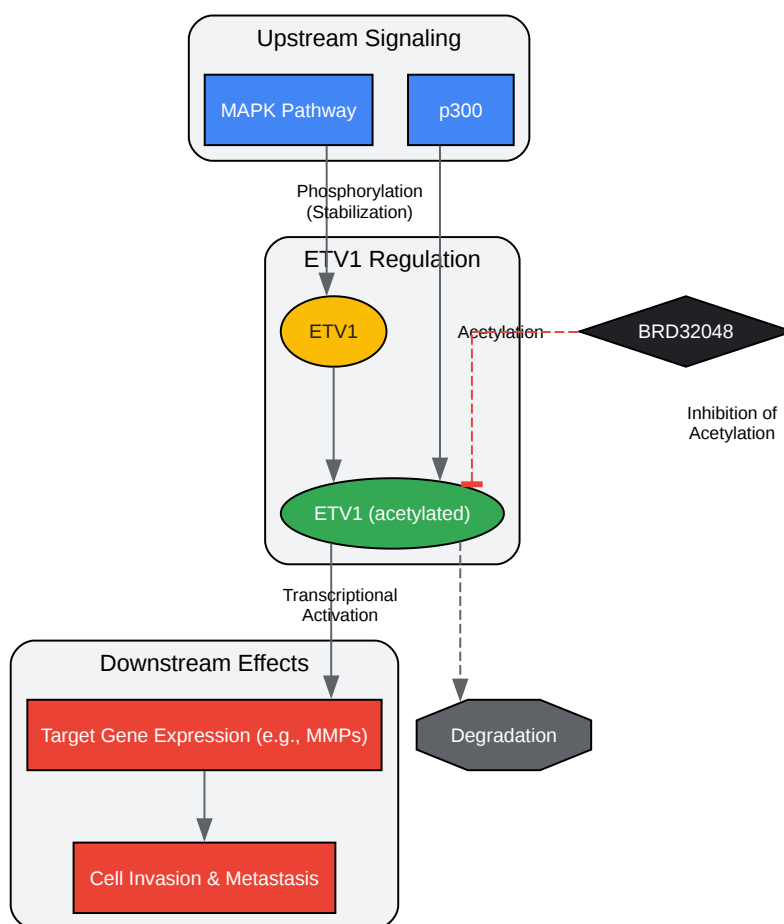 Upstream Signaling
MAPK Pathway
p300
Phosphorylation
(Stabilization)
ETV1 Regulation
ETV1
Acetylation
BRD32048
Inhibition of
Acetylation
ETV1 (acetylated)
Transcriptional
Activation
Downstream Effects
Target Gene Expression (e.g., MMPs)
Degradation
Cell Invasion & Metastasis